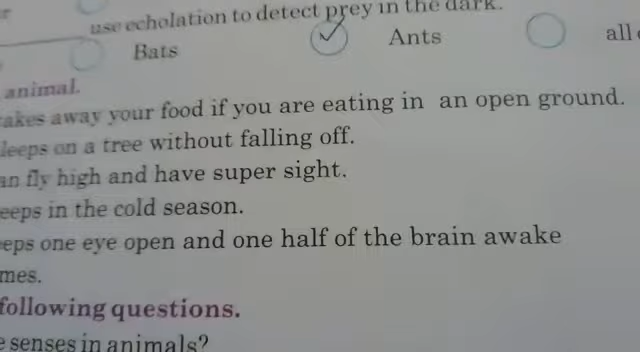 use echolation to detect prey in the dark.
Bats Ants all
animal.
akes away your food if you are eating in an open ground.
leeps on a tree without falling off.
an fly high and have super sight.
eeps in the cold season.
eps one eye open and one half of the brain awake
mes.
following questions.
e senses in animals?